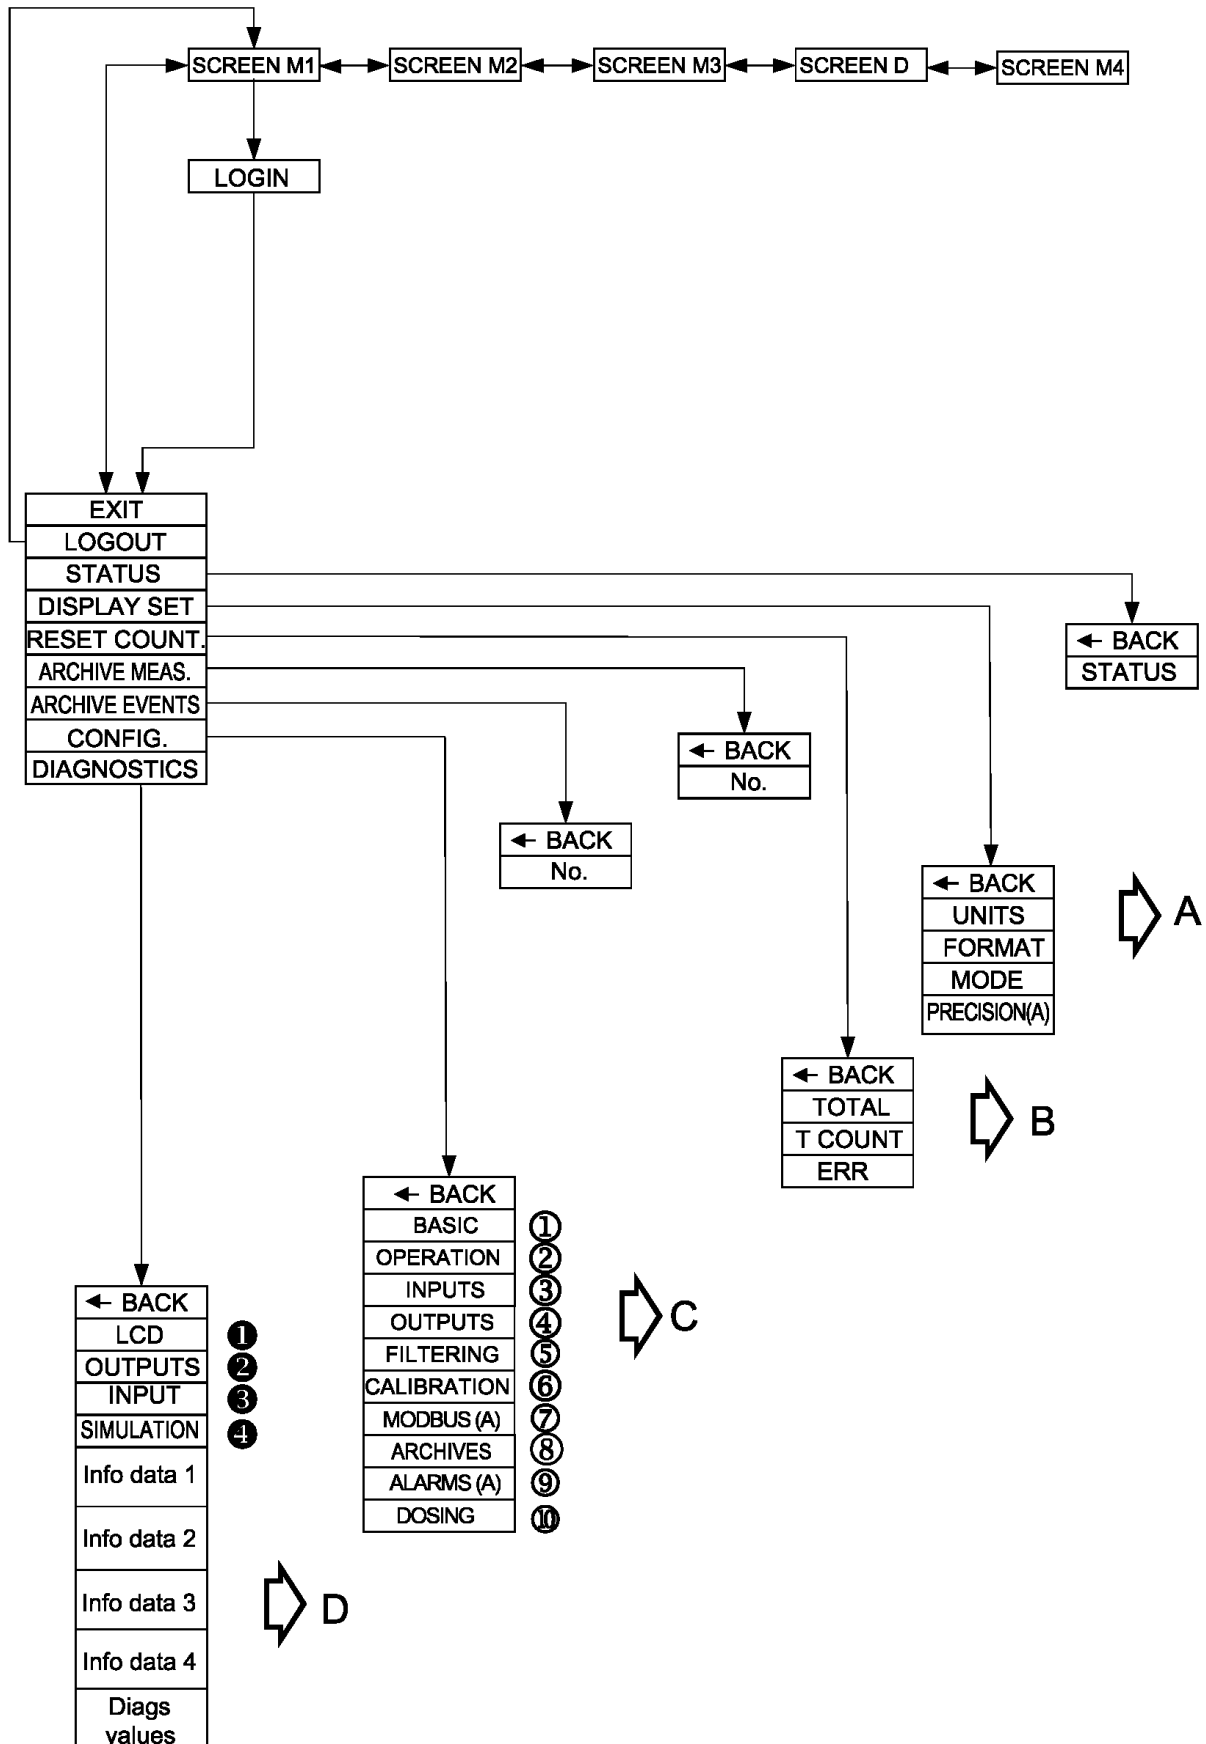 SCREEN M1
SCREEN M2
SCREEN M3
SCREEN D
SCREEN M4
LOGIN
EXIT
LOGOUT
STATUS
DISPLAY SET
RESET COUNT.
ARCHIVE MEAS.
ARCHIVE EVENTS
CONFIG.
DIAGNOSTICS
← BACK
STATUS
← BACK
No.
← BACK
No.
← BACK
UNITS
FORMAT
MODE
PRECISION(A)
A
← BACK
TOTAL
T COUNT
ERR
B
← BACK
BASIC ①
OPERATION ②
INPUTS ③
OUTPUTS ④
FILTERING ⑤
CALIBRATION ⑥
MODBUS (A) ⑦
ARCHIVES ⑧
ALARMS (A) ⑨
DOSING ⑩
C
← BACK
LCD ❶
OUTPUTS ❷
INPUT ❸
SIMULATION ❹
Info data 1
Info data 2
Info data 3
Info data 4
Diags
values
D